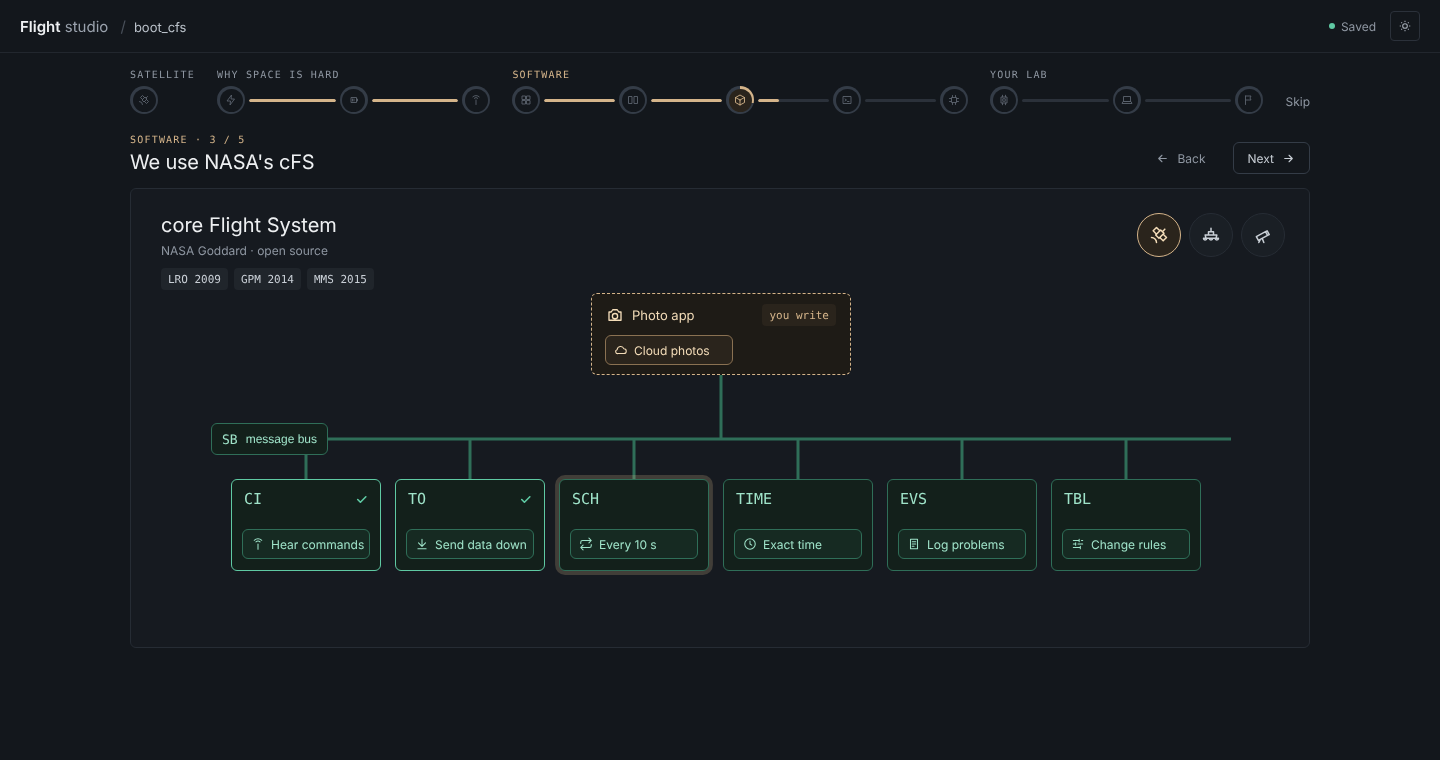 Flight studio / boot_cfs
Saved
SATELLITE
WHY SPACE IS HARD
SOFTWARE
YOUR LAB
Skip
SOFTWARE · 3 / 5
We use NASA's cFS
← Back
Next →
core Flight System
NASA Goddard · open source
LRO 2009
GPM 2014
MMS 2015
Photo app
you write
Cloud photos
SB message bus
CI
Hear commands
TO
Send data down
SCH
Every 10 s
TIME
Exact time
EVS
Log problems
TBL
Change rules